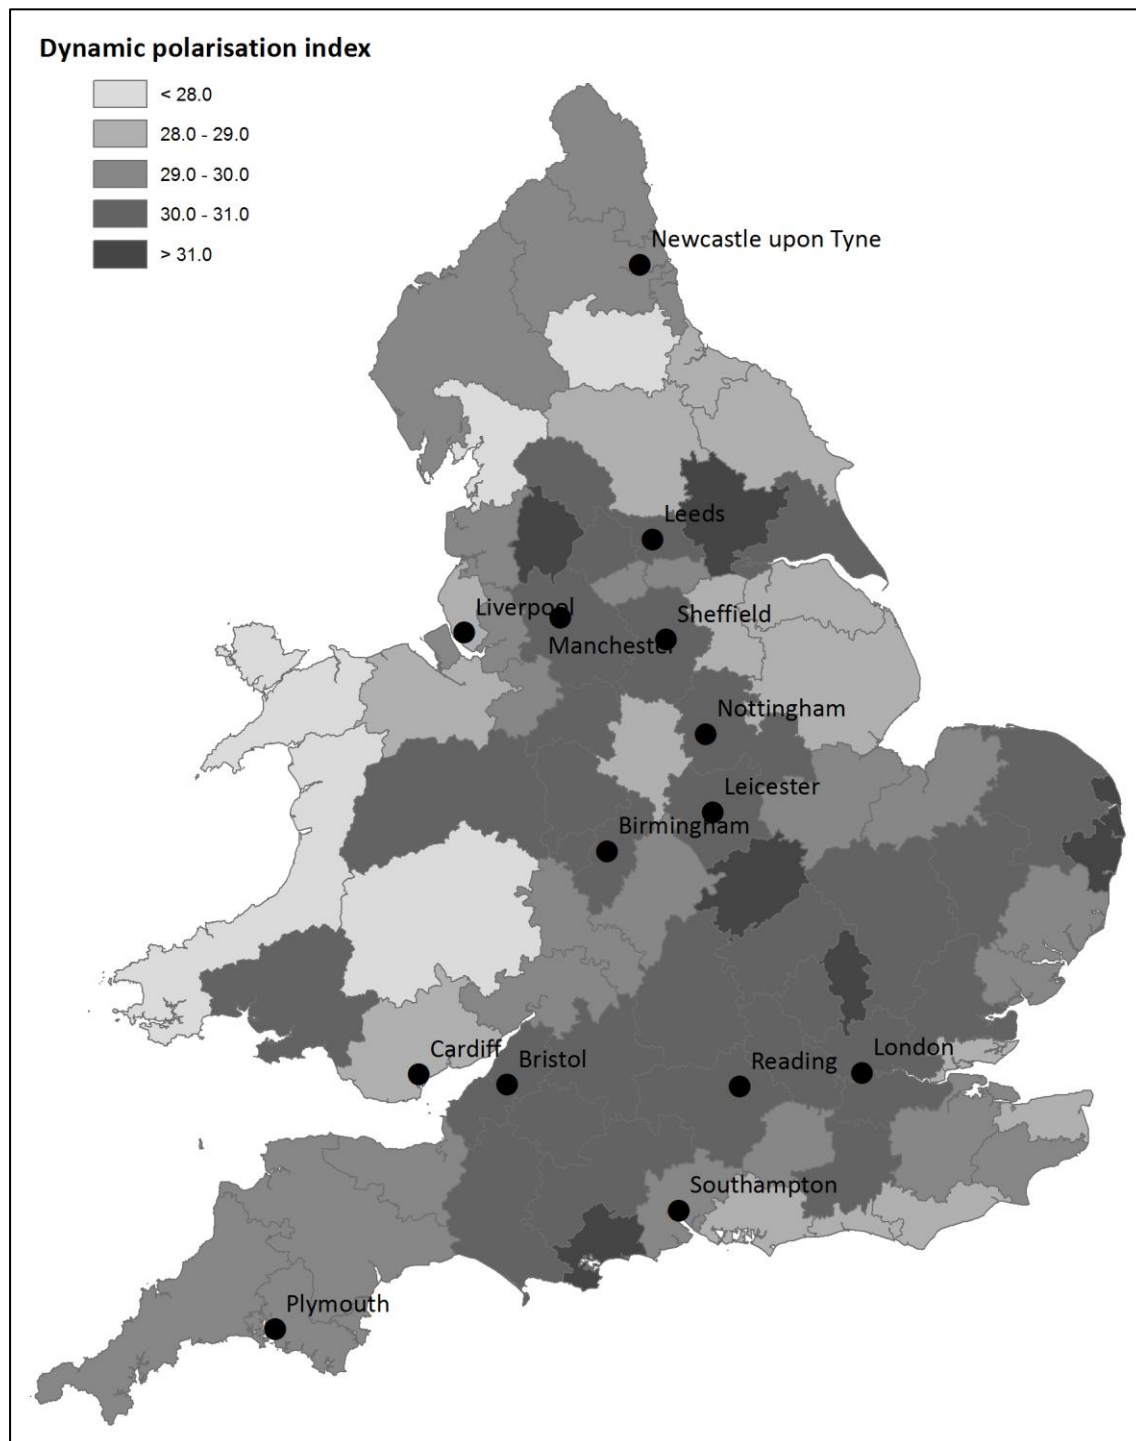 Dynamic polarisation index
< 28.0
28.0 - 29.0
29.0 - 30.0
30.0 - 31.0
> 31.0
Newcastle upon Tyne
Leeds
Liverpool
Sheffield
Manchester
Nottingham
Leicester
Birmingham
Cardiff
Bristol
Reading
London
Southampton
Plymouth